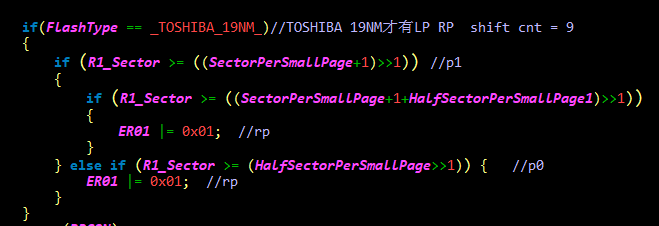 if(FlashType == _TOSHIBA_19NM_)//TOSHIBA 19NM才有LP RP  shift cnt = 9
{
    if (R1_Sector >= ((SectorPerSmallPage+1)>>1)) //p1
    {
        if (R1_Sector >= ((SectorPerSmallPage+1+HalfSectorPerSmallPage1)>>1))
        {
            ER01 |= 0x01;  //rp
        }
    } else if (R1_Sector >= (HalfSectorPerSmallPage>>1)) {   //p0
        ER01 |= 0x01;  //rp
    }
}